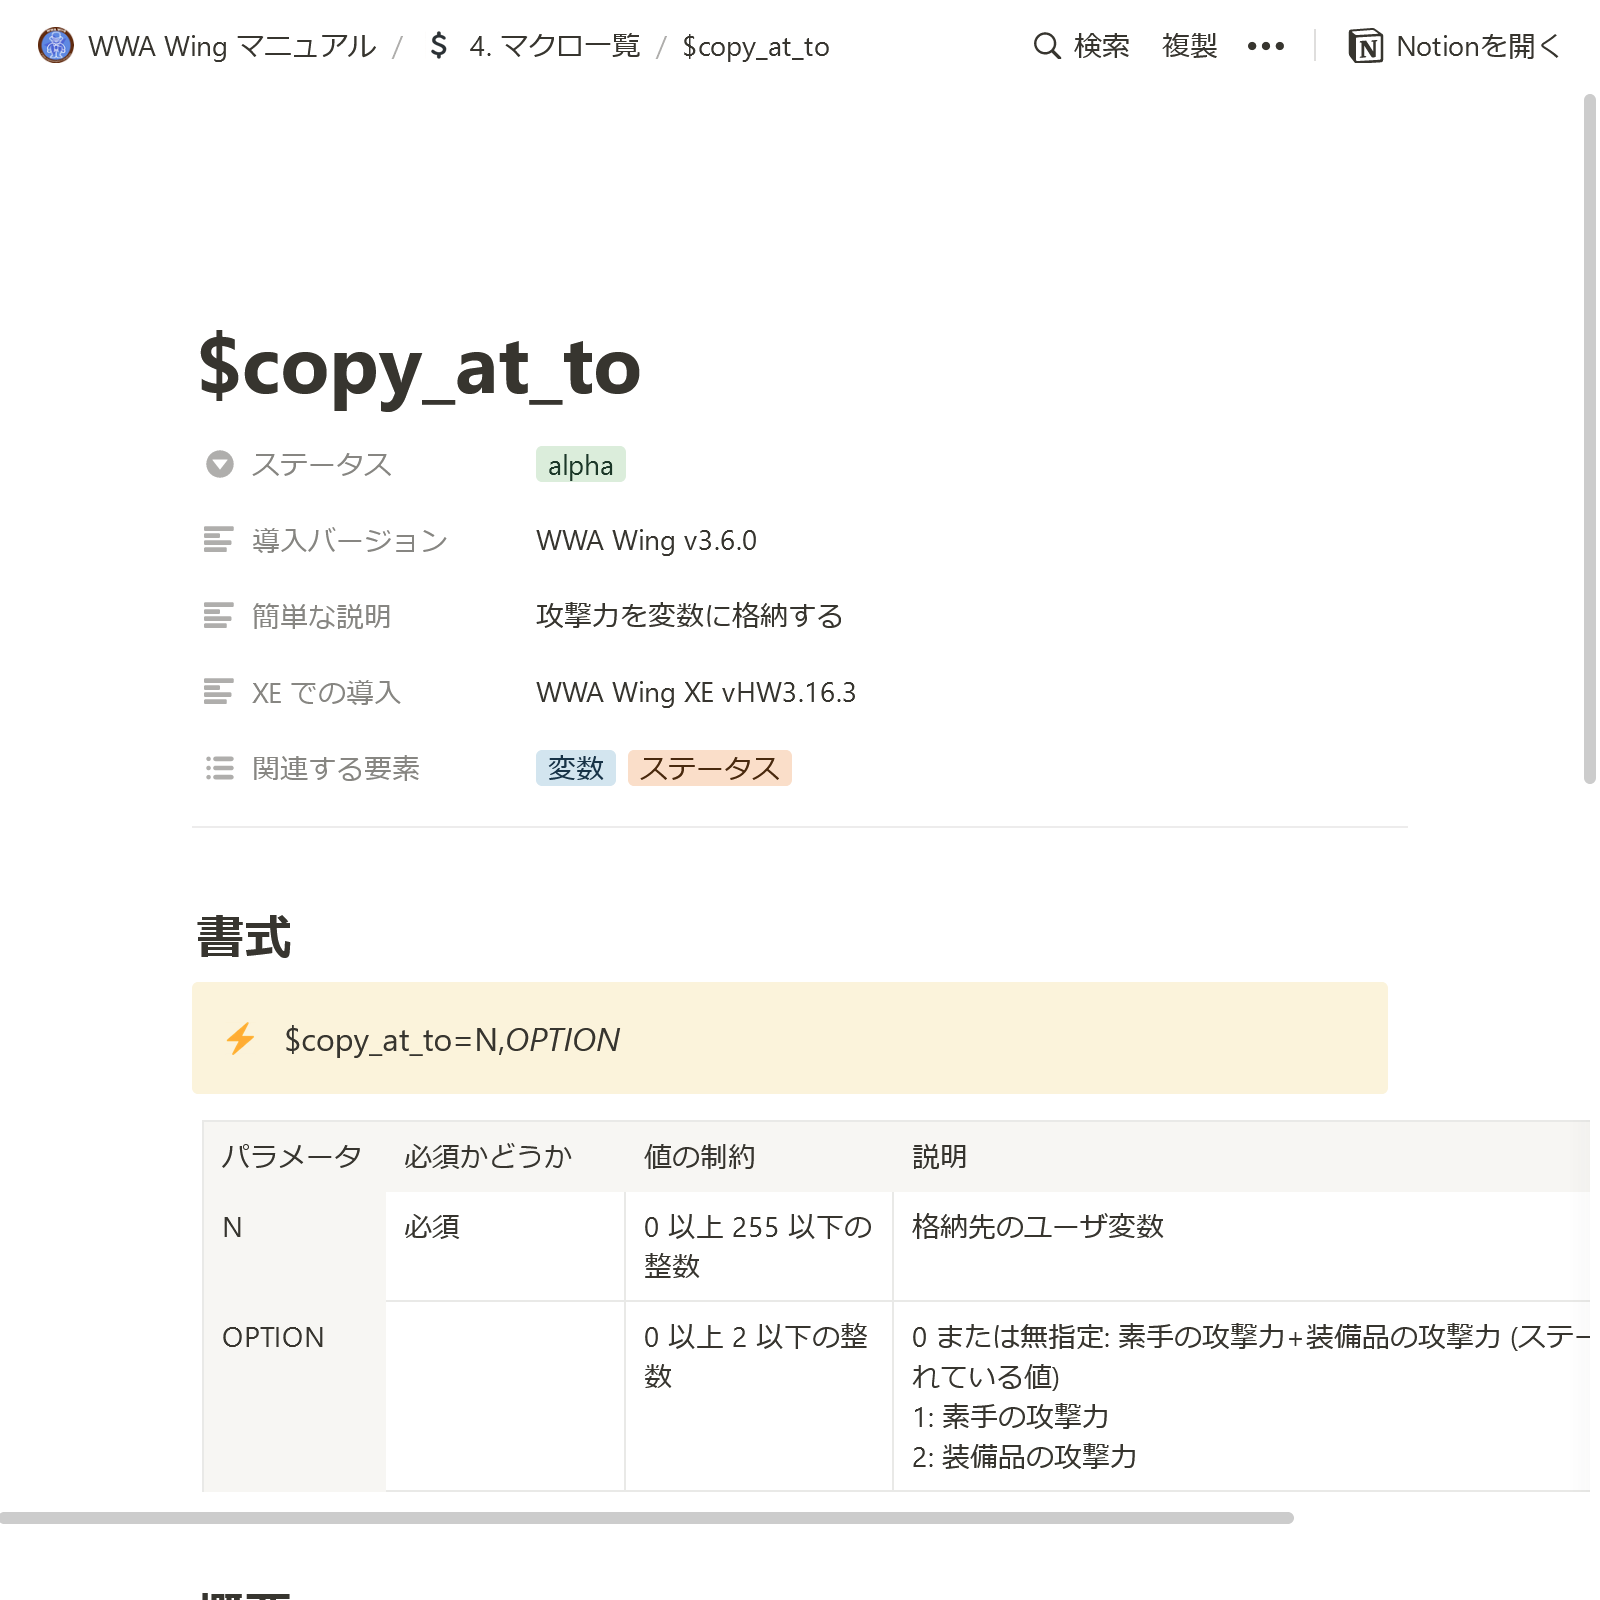 WWA Wing マニュアル / $ 4. マクロ一覧 / $copy_at_to 検索 複製 ••• Notionを開く
$copy_at_to
ステータス alpha
導入バージョン WWA Wing v3.6.0
簡単な説明 攻撃力を変数に格納する
XE での導入 WWA Wing XE vHW3.16.3
関連する要素 変数 ステータス
書式
⚡ $copy_at_to=N,OPTION
パラメータ 必須かどうか 値の制約 説明
N 必須 0 以上 255 以下の 格納先のユーザ変数
整数
OPTION 0 以上 2 以下の整 0 または無指定: 素手の攻撃力+装備品の攻撃力 (ステー
数 れている値)
1: 素手の攻撃力
2: 装備品の攻撃力